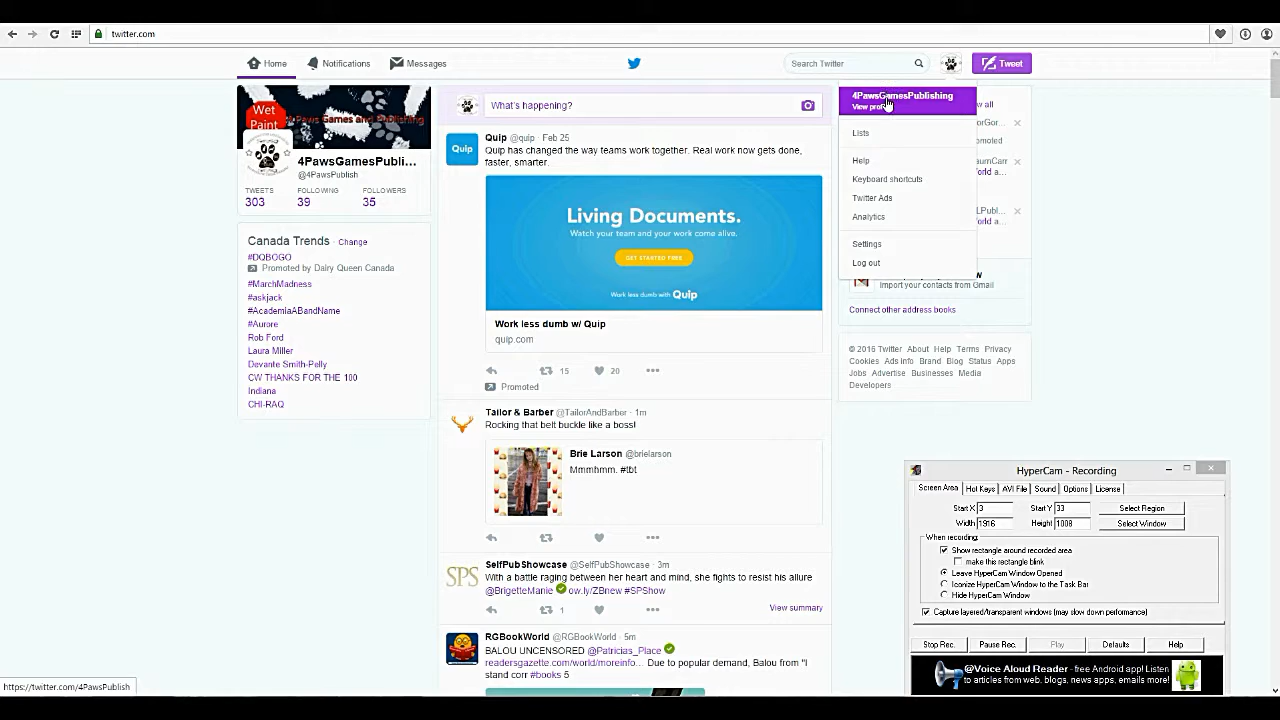 twitter.com
Home
Notifications
Messages
Search Twitter
Tweet
Wet
Paint
4 Paws Games and Publishing
4PawsGamesPubli...
@4PawsPublish
TWEETS
FOLLOWING
FOLLOWERS
303
39
35
Canada Trends · Change
#DQBOGO
Promoted by Dairy Queen Canada
#MarchMadness
#askjack
#AcademiaABandName
#Aurore
Rob Ford
Laura Miller
Devante Smith-Pelly
CW THANKS FOR THE 100
Indiana
CHI-RAQ
What's happening?
Quip @quip · Feb 25
Quip
Quip has changed the way teams work together. Real work now gets done,
faster, smarter.
Living Documents.
Watch your team and your work come alive.
GET STARTED FREE
Work less dumb with Quip
Work less dumb w/ Quip
quip.com
15
20
Promoted
Tailor & Barber @TailorAndBarber · 1m
Rocking that belt buckle like a boss!
Brie Larson @brielarson
Mmmhmm. #tbt
SPS
SelfPubShowcase @SelfPubShowcase · 3m
With a battle raging between her heart and mind, she fights to resist his allure
@BrigetteManie ow.ly/ZBnew #SPShow
1
View summary
RGBookWorld @RGBookWorld · 5m
BALOU UNCENSORED @Patricias_Place
readersgazette.com/world/moreinfo... Due to popular demand, Balou from "I
stand corr #books 5
4PawsGamesPublishing
View prof
Lists
Help
Keyboard shortcuts
Twitter Ads
Analytics
Settings
Log out
Import your contacts from Gmail
Connect other address books
© 2016 Twitter About Help Terms Privacy
Cookies Ads info Brand Blog Status Apps
Jobs Advertise Businesses Media
Developers
HyperCam - Recording
Screen Area
Hot Keys
AVI File
Sound
Options
License
Start X 3
Start Y 33
Select Region
Width 1916
Height 1008
Select Window
When recording:
Show rectangle around recorded area
make this rectangle blink
Leave HyperCam Window Opened
Iconize HyperCam Window to the Task Bar
Hide HyperCam Window
Capture layered/transparent windows (may slow down performance)
Stop Rec.
Pause Rec.
Play
Defaults
Help
@Voice Aloud Reader - free Android app! Listen
to articles from web, blogs, news apps, emails more!
https://twitter.com/4PawsPublish